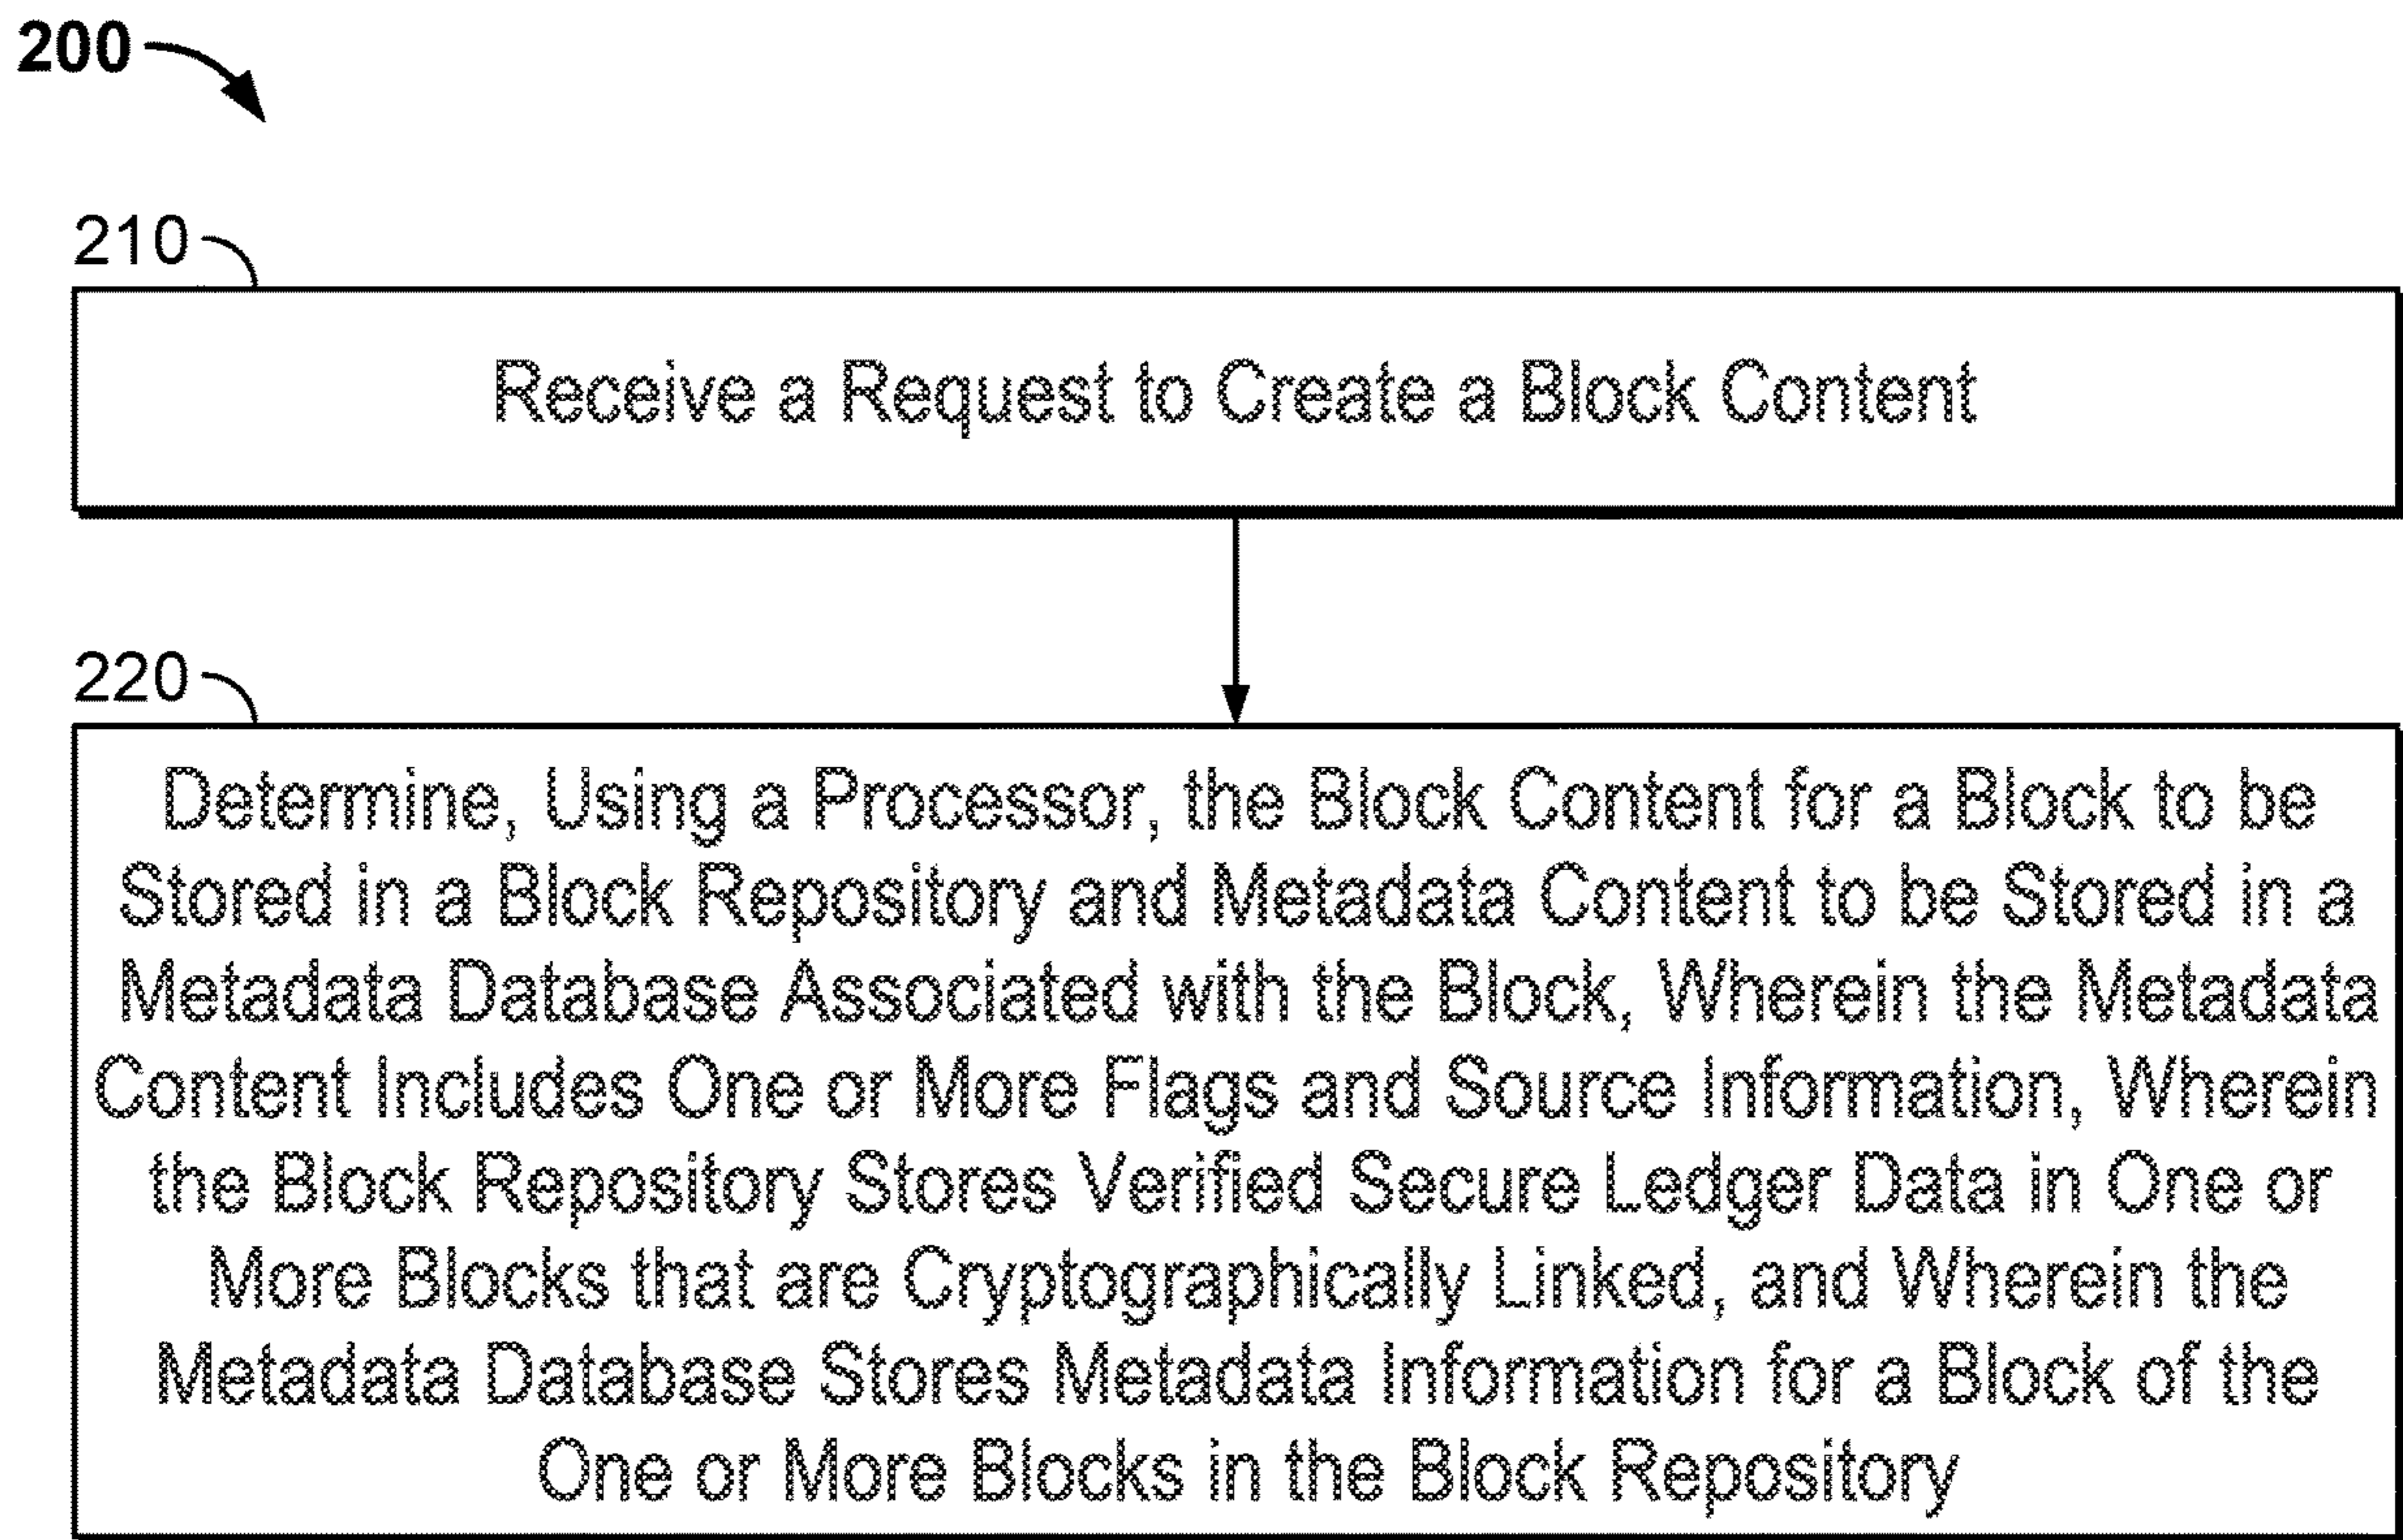 200
210
Receive a Request to Create a Block Content
220
Determine, Using a Processor, the Block Content for a Block to be
Stored in a Block Repository and Metadata Content to be Stored in a
Metadata Database Associated with the Block, Wherein the Metadata
Content Includes One or More Flags and Source Information, Wherein
the Block Repository Stores Verified Secure Ledger Data in One or
More Blocks that are Cryptographically Linked, and Wherein the
Metadata Database Stores Metadata Information for a Block of the
One or More Blocks in the Block Repository